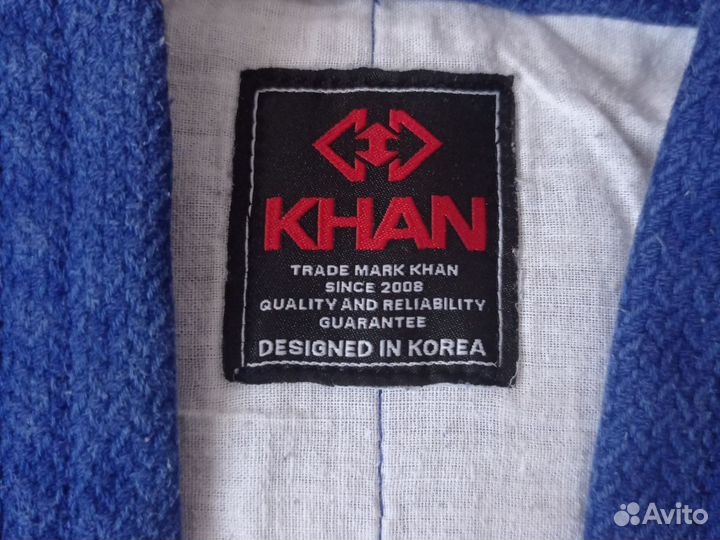 KHAN
TRADE MARK KHAN
SINCE 2008
QUALITY AND RELIABILITY
GUARANTEE
DESIGNED IN KOREA
Avito